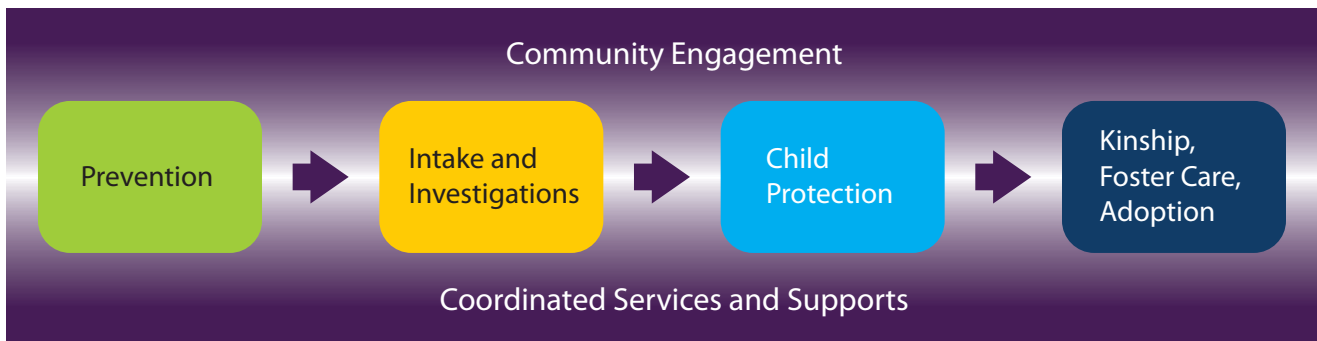 Community Engagement
Prevention
Intake and
Investigations
Child
Protection
Kinship,
Foster Care,
Adoption
Coordinated Services and Supports